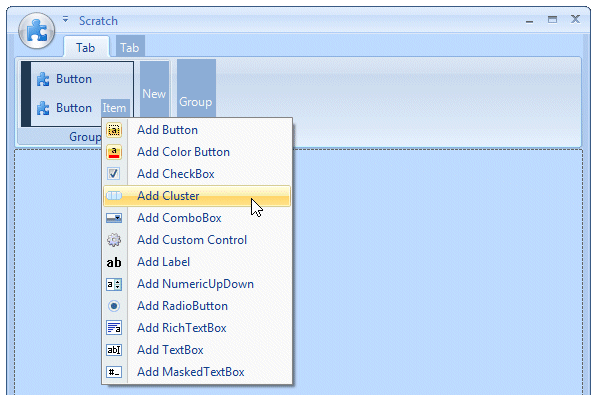 Scratch
Tab Tab
Button
Button Item
New
Group
Group
Add Button
Add Color Button
Add CheckBox
Add Cluster
Add ComboBox
Add Custom Control
Add Label
Add NumericUpDown
Add RadioButton
Add RichTextBox
Add TextBox
Add MaskedTextBox